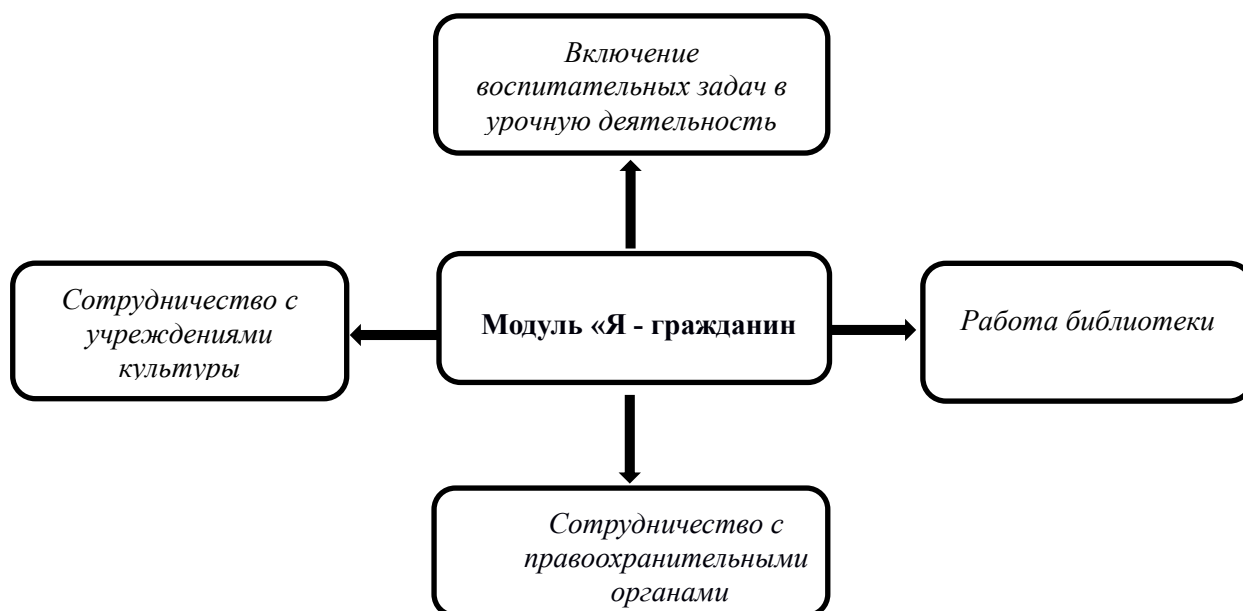 Включение
воспитательных задач в
урочную деятельность
Сотрудничество с
учреждениями
культуры
Модуль «Я - гражданин
Работа библиотеки
Сотрудничество с
правоохранительными
органами